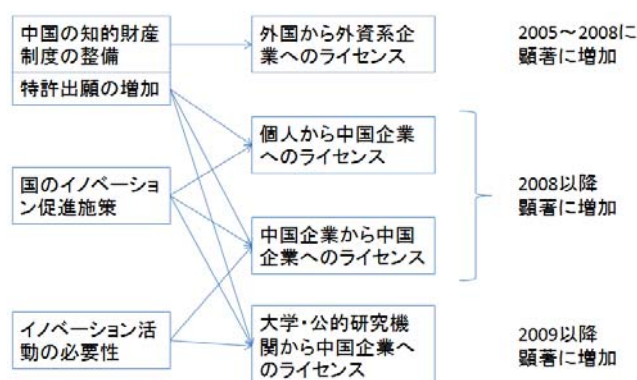 中国の知的財産
制度の整備
特許出願の増加
国のイノベーショ
ン促進施策
イノベーション活
動の必要性
外国から外資系企
業へのライセンス
個人から中国企業
へのライセンス
中国企業から中国
企業へのライセンス
大学・公的研究機
関から中国企業へ
のライセンス
2005～2008に
顕著に増加
2008以降
顕著に増加
2009以降
顕著に増加